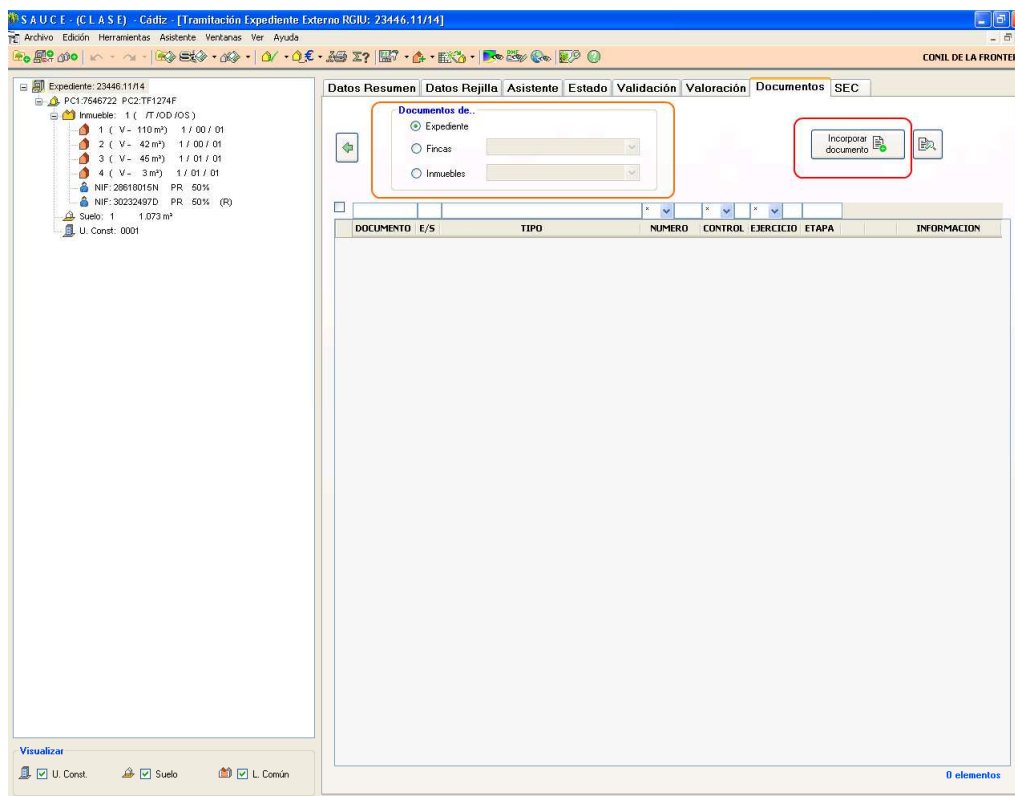 S A U C E - (C L A S E) - Cádiz - [Tramitación Expediente Externo RGIU: 23446.11/14]
Archivo Edición Herramientas Asistente Ventanas Ver Ayuda
CONIL DE LA FRONTE
Expediente: 23446.11/14
PC1:7546722 PC2:TF1274F
Inmueble: 1 ( /T/OD/OS)
1 ( V - 110 m²) 1 / 00 / 01
2 ( V - 42 m²) 1 / 00 / 01
3 ( V - 46 m²) 1 / 01 / 01
4 ( V - 3 m²) 1 / 01 / 01
NIF: 28618015N PR 50%
NIF: 30232497D PR 50% (R)
Suelo: 1 1.073 m²
U. Const: 0001
Datos Resumen Datos Rejilla Asistente Estado Validación Valoración Documentos SEC
Documentos de..
Expediente
Fincas
Inmuebles
Incorporar documento
DOCUMENTO E/S TIPO NUMERO CONTROL EJERCICIO ETAPA INFORMACION
Visualizar
U. Const. Suelo L. Común
0 elementos